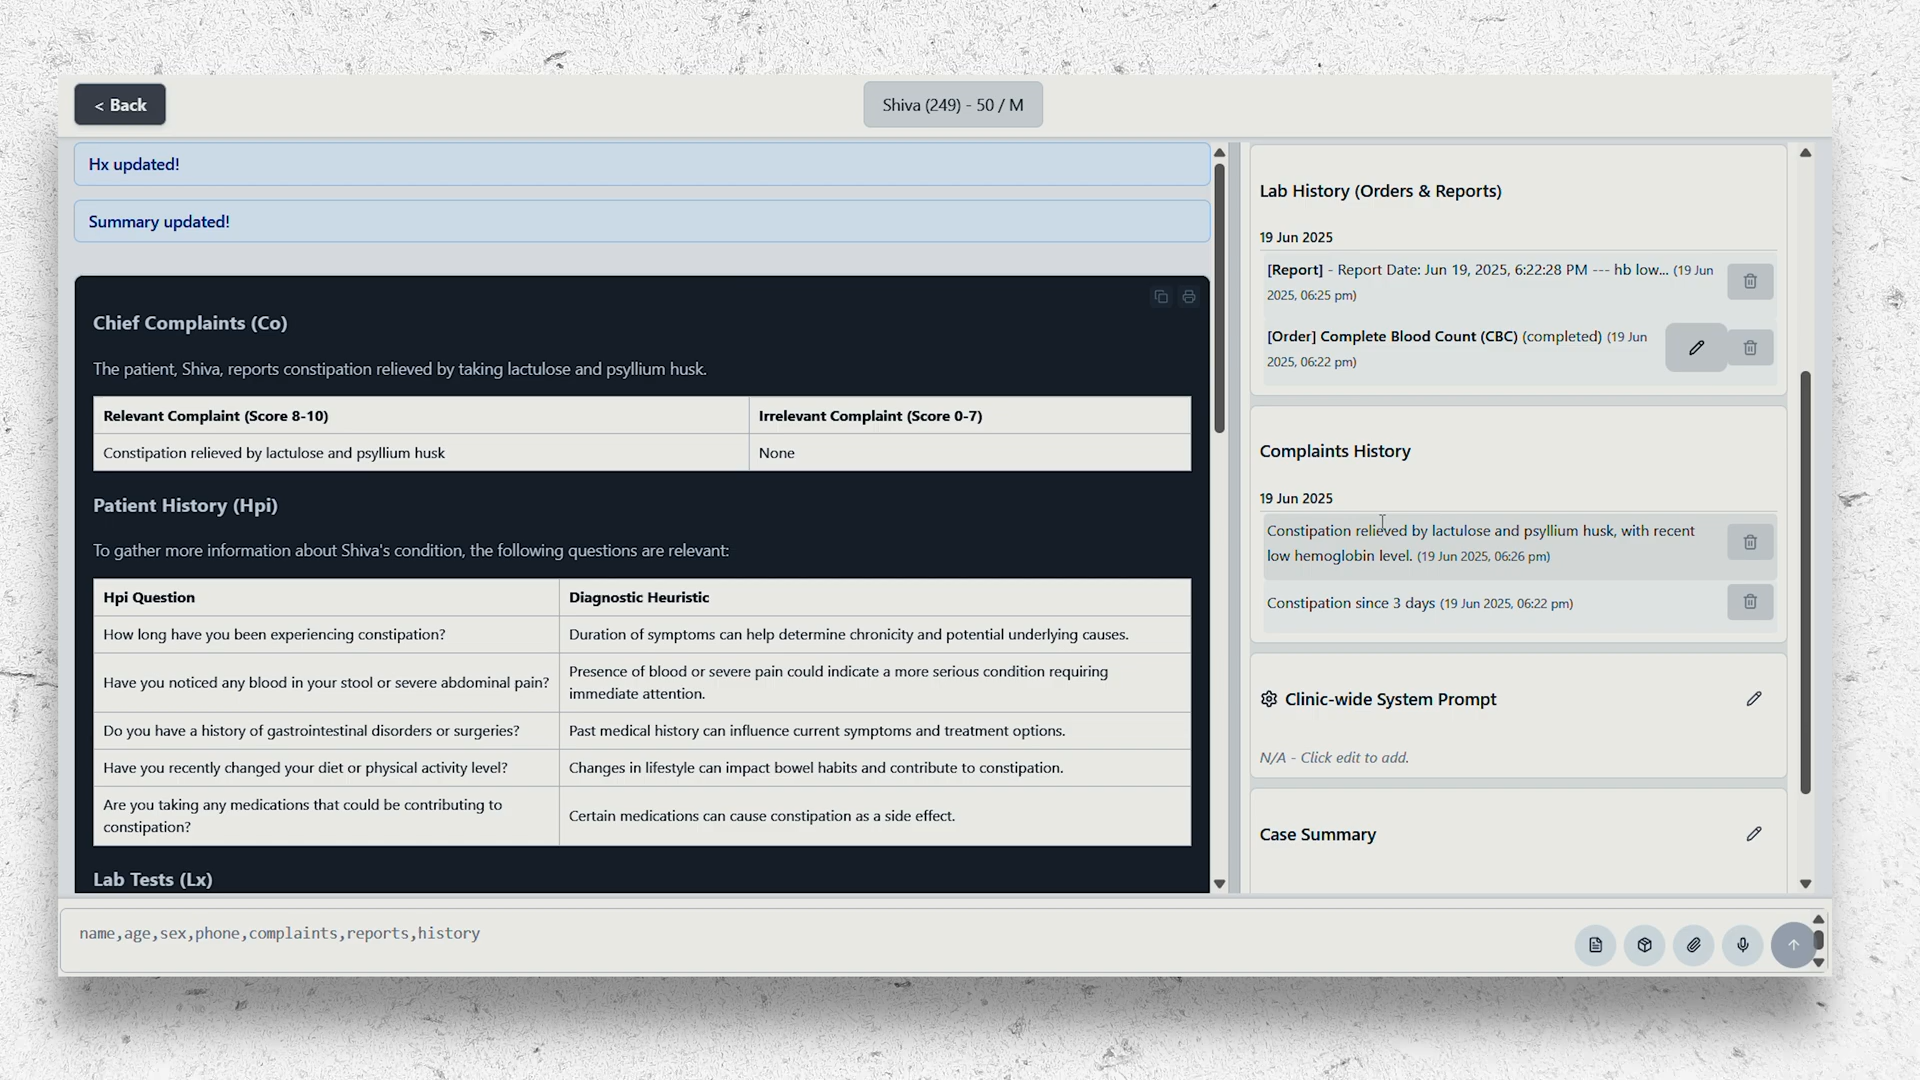 < Back
Shiva (249) - 50 / M
Hx updated!
Summary updated!
Chief Complaints (Co)
The patient, Shiva, reports constipation relieved by taking lactulose and psyllium husk.
Relevant Complaint (Score 8-10)
Irrelevant Complaint (Score 0-7)
Constipation relieved by lactulose and psyllium husk
None
Patient History (Hpi)
To gather more information about Shiva's condition, the following questions are relevant:
Hpi Question
Diagnostic Heuristic
How long have you been experiencing constipation?
Duration of symptoms can help determine chronicity and potential underlying causes.
Have you noticed any blood in your stool or severe abdominal pain?
Presence of blood or severe pain could indicate a more serious condition requiring
immediate attention.
Do you have a history of gastrointestinal disorders or surgeries?
Past medical history can influence current symptoms and treatment options.
Have you recently changed your diet or physical activity level?
Changes in lifestyle can impact bowel habits and contribute to constipation.
Are you taking any medications that could be contributing to
constipation?
Certain medications can cause constipation as a side effect.
Lab Tests (Lx)
Lab History (Orders & Reports)
19 Jun 2025
[Report] - Report Date: Jun 19, 2025, 6:22:28 PM --- hb low... (19 Jun
2025, 06:25 pm)
[Order] Complete Blood Count (CBC) (completed) (19 Jun
2025, 06:22 pm)
Complaints History
19 Jun 2025
Constipation relieved by lactulose and psyllium husk, with recent
low hemoglobin level. (19 Jun 2025, 06:26 pm)
Constipation since 3 days (19 Jun 2025, 06:22 pm)
Clinic-wide System Prompt
N/A - Click edit to add.
Case Summary
name,age,sex,phone,complaints,reports,history